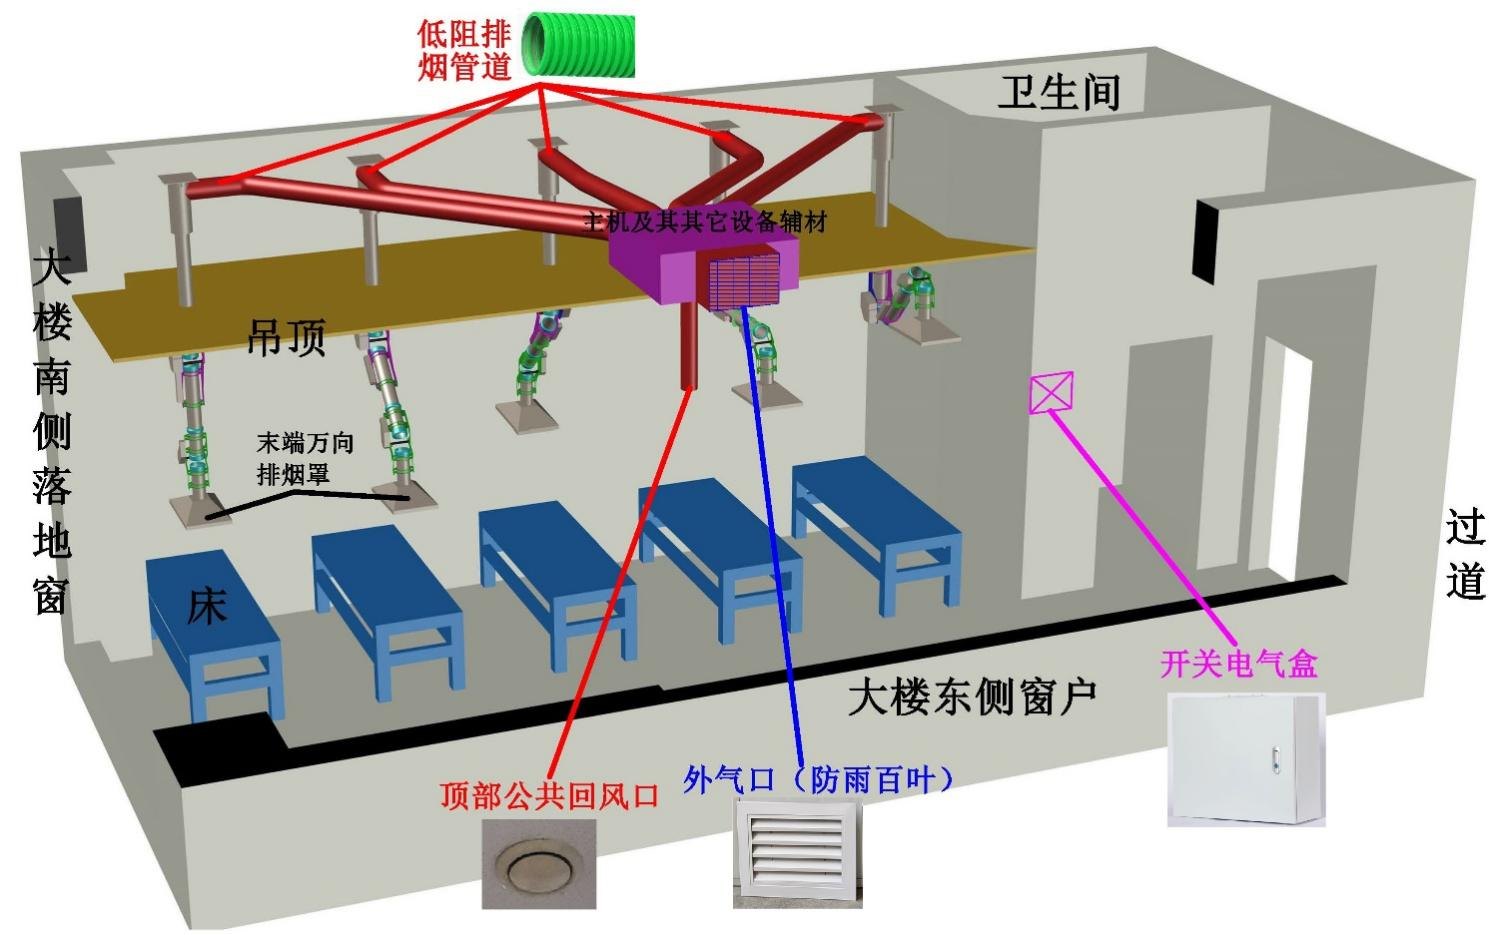 低阻排
烟管道
卫生间
主机及其其它设备辅材
大楼南侧落地窗
吊顶
末端万向
排烟罩
床
过道
开关电气盒
大楼东侧窗户
外气口（防雨百叶）
顶部公共回风口